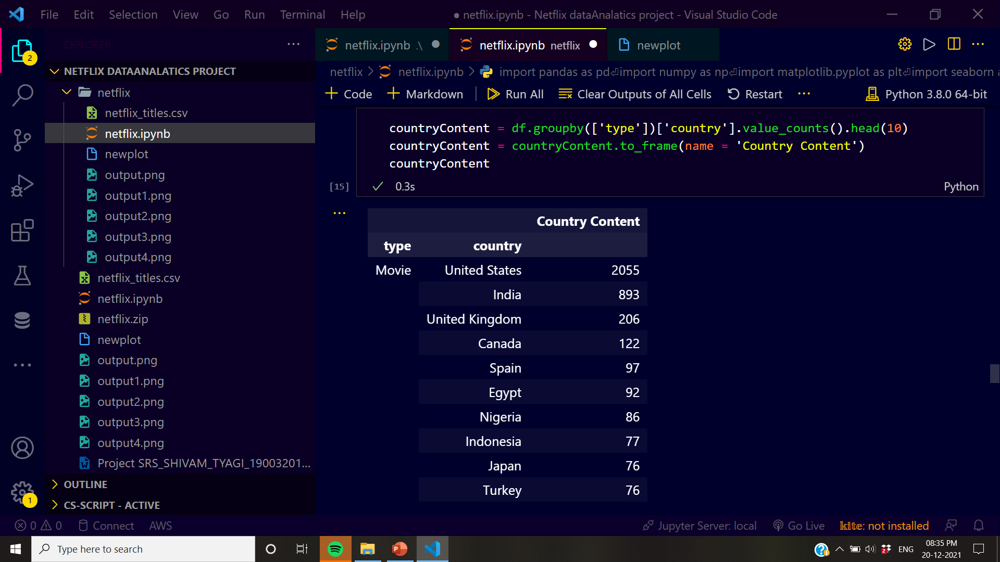 File Edit Selection View Go Run Terminal Help
● netflix.ipynb - Netflix dataAnalatics project - Visual Studio Code
EXPLORER
2
NETFLIX DATAANALATICS PROJECT
netflix
netflix_titles.csv
netflix.ipynb
newplot
output.png
output1.png
output2.png
output3.png
output4.png
netflix_titles.csv
netflix.ipynb
netflix.zip
newplot
output.png
output1.png
output2.png
output3.png
output4.png
Project SRS_SHIVAM_TYAGI_19003201...
OUTLINE
1
CS-SCRIPT - ACTIVE
netflix.ipynb .\ netflix.ipynb netflix newplot
netflix > netflix.ipynb > import pandas as pd⏎import numpy as np⏎import matplotlib.pyplot as plt⏎import seaborn a
Code Markdown Run All Clear Outputs of All Cells Restart ... Python 3.8.0 64-bit
countryContent = df.groupby(['type'])['country'].value_counts().head(10)
countryContent = countryContent.to_frame(name = 'Country Content')
countryContent
[15] ✓ 0.3s Python
Country Content
type country
Movie United States 2055
India 893
United Kingdom 206
Canada 122
Spain 97
Egypt 92
Nigeria 86
Indonesia 77
Japan 76
Turkey 76
0 0 Connect AWS Jupyter Server: local Go Live kite: not installed
Type here to search
ENG
08:35 PM
20-12-2021